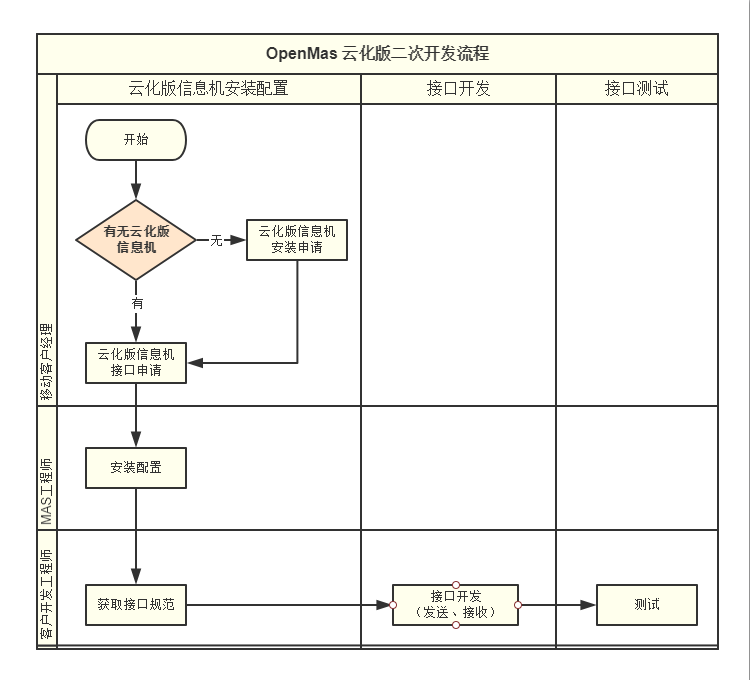 OpenMas 云化版二次开发流程
云化版信息机安装配置
接口开发
接口测试
移动客户经理
开始
有无云化版
信息机
无
云化版信息机
安装申请
有
云化版信息机
接口申请
MAS工程师
安装配置
客户开发工程师
获取接口规范
接口开发
（发送、接收）
测试